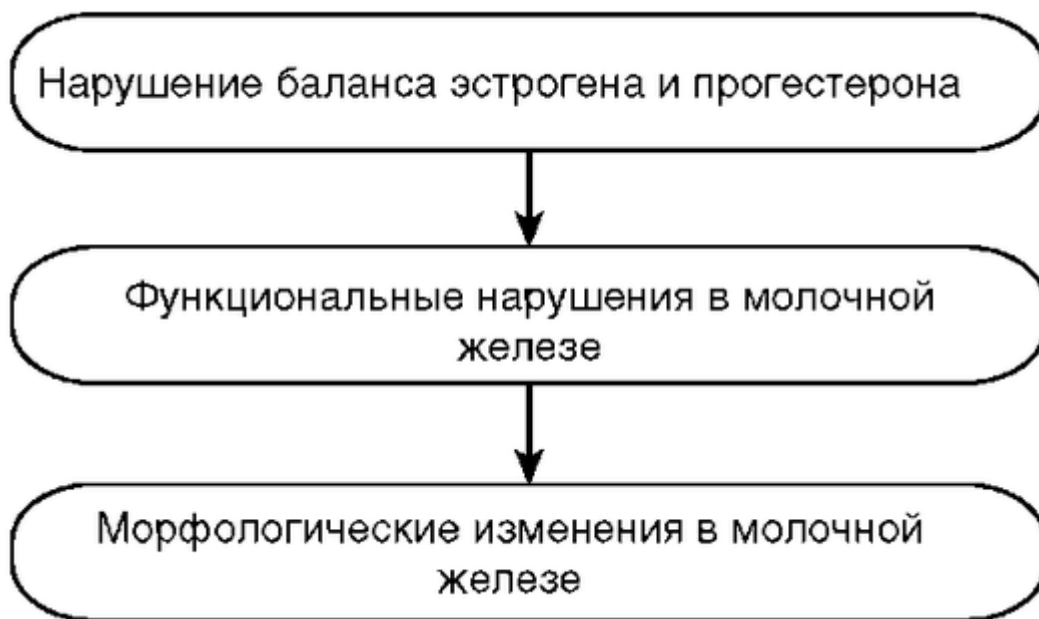 Нарушение баланса эстрогена и прогестерона
Функциональные нарушения в молочной
железе
Морфологические изменения в молочной
железе